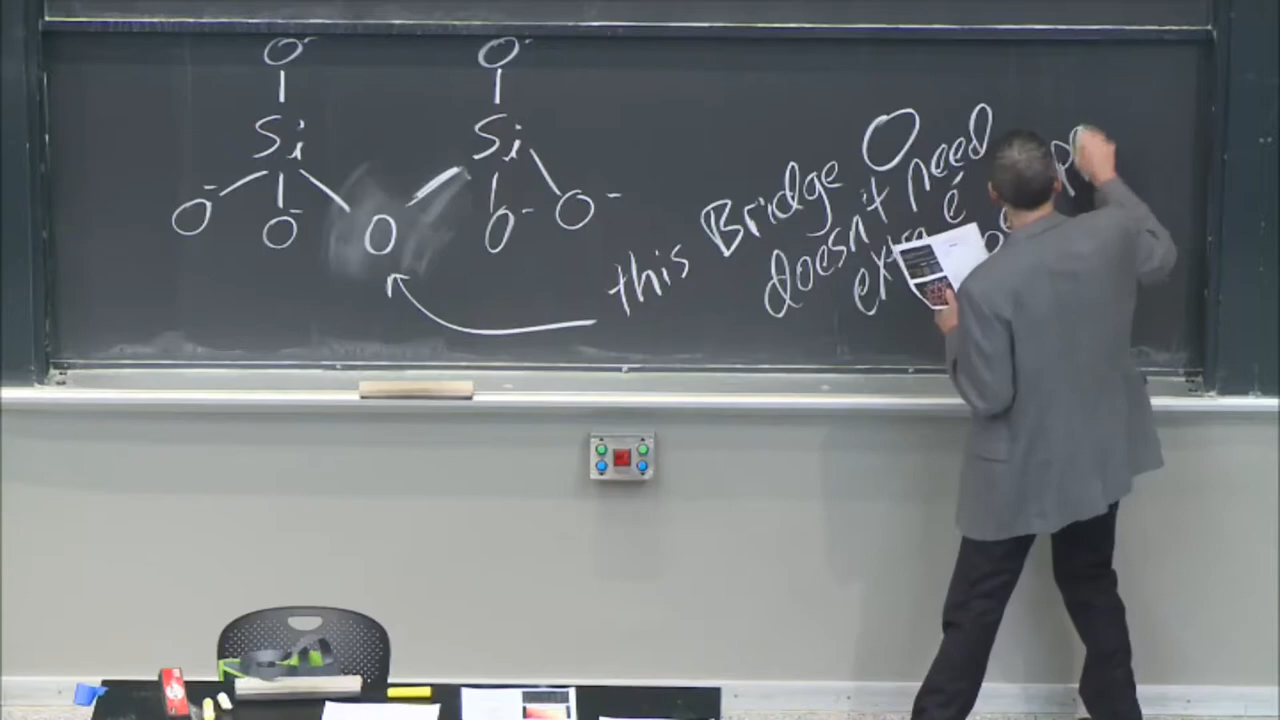 O⁻ O⁻
Si Si
O⁻ O⁻ O O⁻ O⁻
this Bridge O
doesn't need
extra é